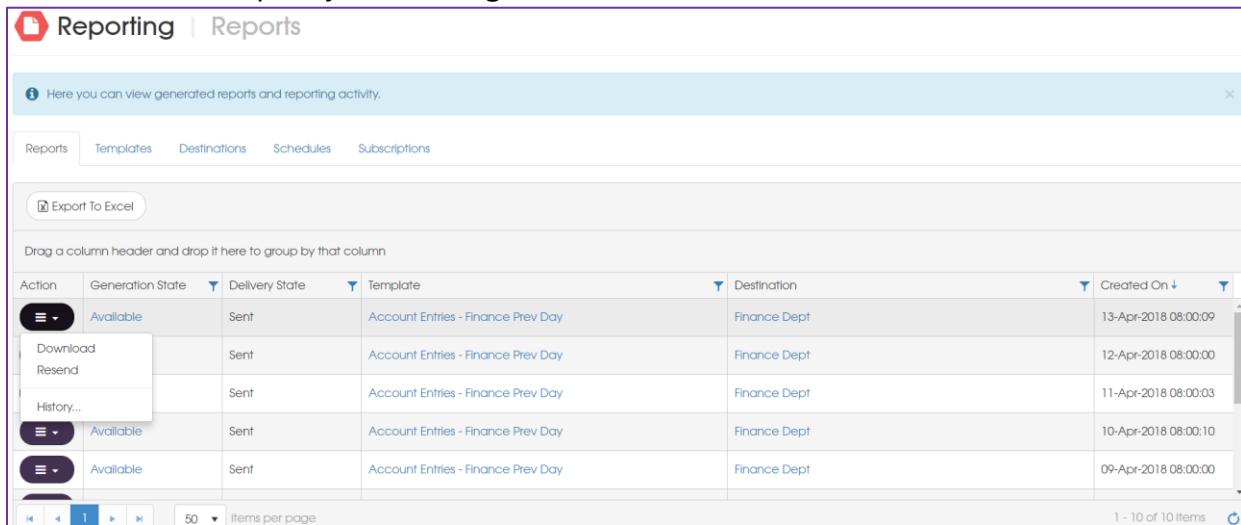 Reporting | Reports
Here you can view generated reports and reporting activity.
Reports Templates Destinations Schedules Subscriptions
Export To Excel
Drag a column header and drop it here to group by that column
Action Generation State Delivery State Template Destination Created On
Available Sent Account Entries - Finance Prev Day Finance Dept 13-Apr-2018 08:00:09
Download
Resend
History...
Sent Account Entries - Finance Prev Day Finance Dept 12-Apr-2018 08:00:00
Sent Account Entries - Finance Prev Day Finance Dept 11-Apr-2018 08:00:03
Available Sent Account Entries - Finance Prev Day Finance Dept 10-Apr-2018 08:00:10
Available Sent Account Entries - Finance Prev Day Finance Dept 09-Apr-2018 08:00:00
1 50 items per page 1 - 10 of 10 items